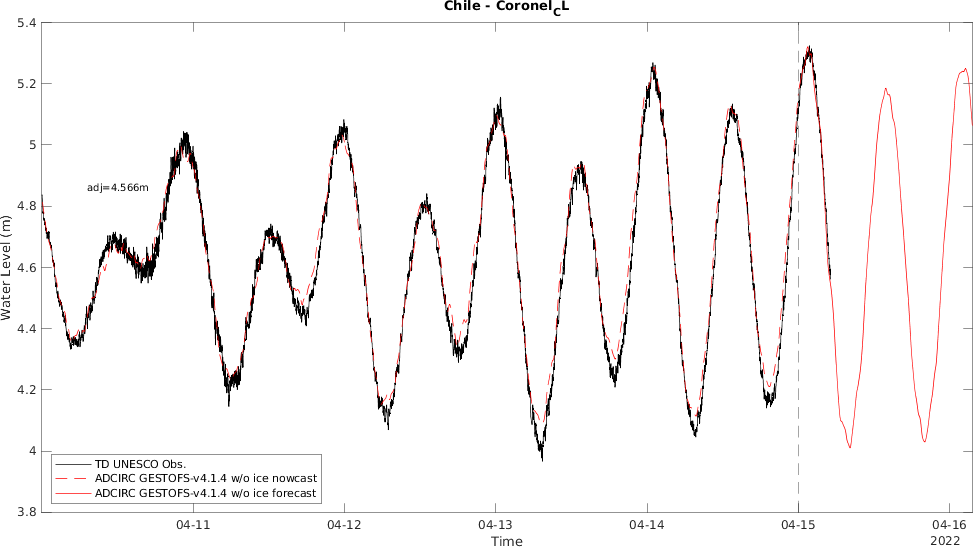 Chile - Coronel_CL
5.4
5.2
5
4.8
4.6
4.4
4.2
4
3.8
Water Level (m)
adj=4.566m
TD UNESCO Obs.
ADCIRC GESTOFS-v4.1.4 w/o ice nowcast
ADCIRC GESTOFS-v4.1.4 w/o ice forecast
04-11
04-12
04-13
04-14
04-15
04-16
Time
2022